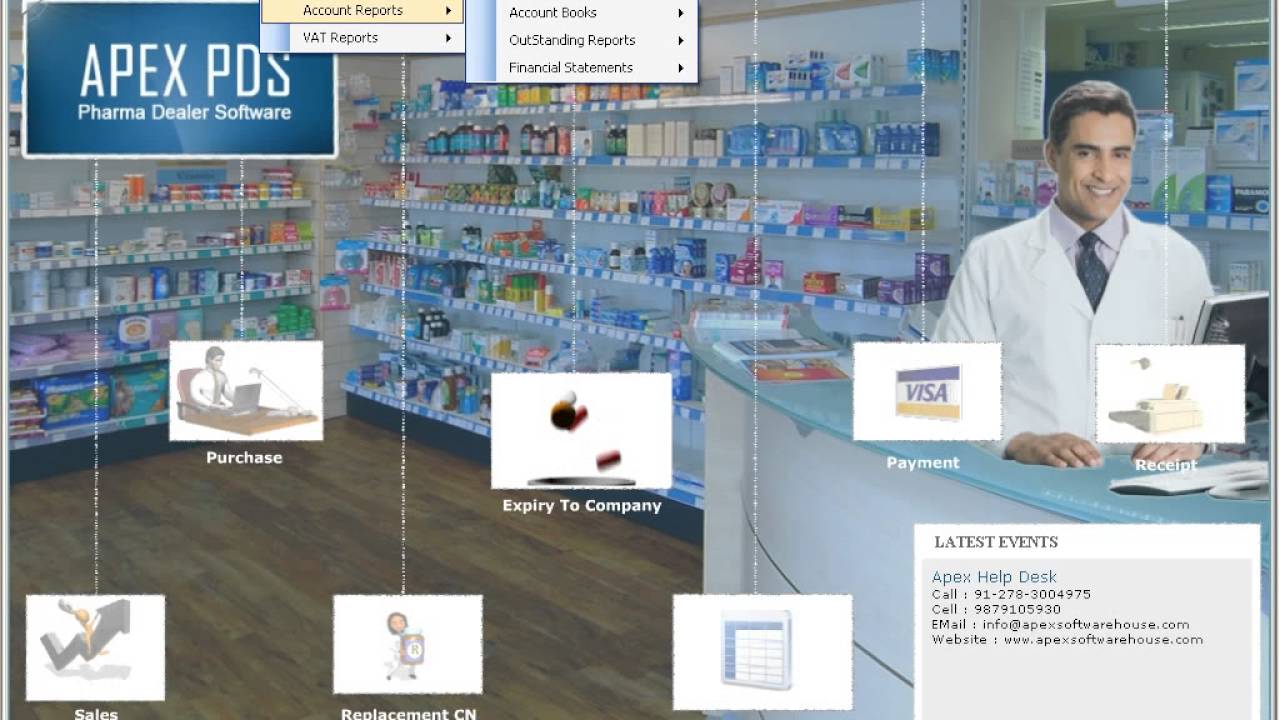 Account Reports
VAT Reports
Account Books
OutStanding Reports
Financial Statements
APEX PDS
Pharma Dealer Software
Vitamins
VISA
Purchase
Payment
Receipt
Expiry To Company
LATEST EVENTS
Apex Help Desk
Call : 91-278-3004975
Cell : 9879105930
EMail : info@apexsoftwarehouse.com
Website : www.apexsoftwarehouse.com
R
Sales
Replacement CN